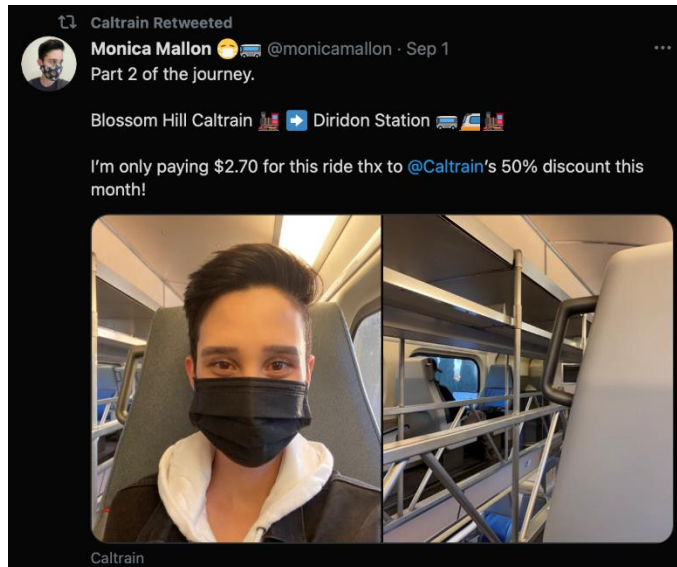 Caltrain Retweeted
Monica Mallon 😷🚎 @monicamallon · Sep 1
Part 2 of the journey.
Blossom Hill Caltrain 🚂 ➡️ Diridon Station 🚎🚈🚂
I'm only paying $2.70 for this ride thx to @Caltrain's 50% discount this
month!
Caltrain